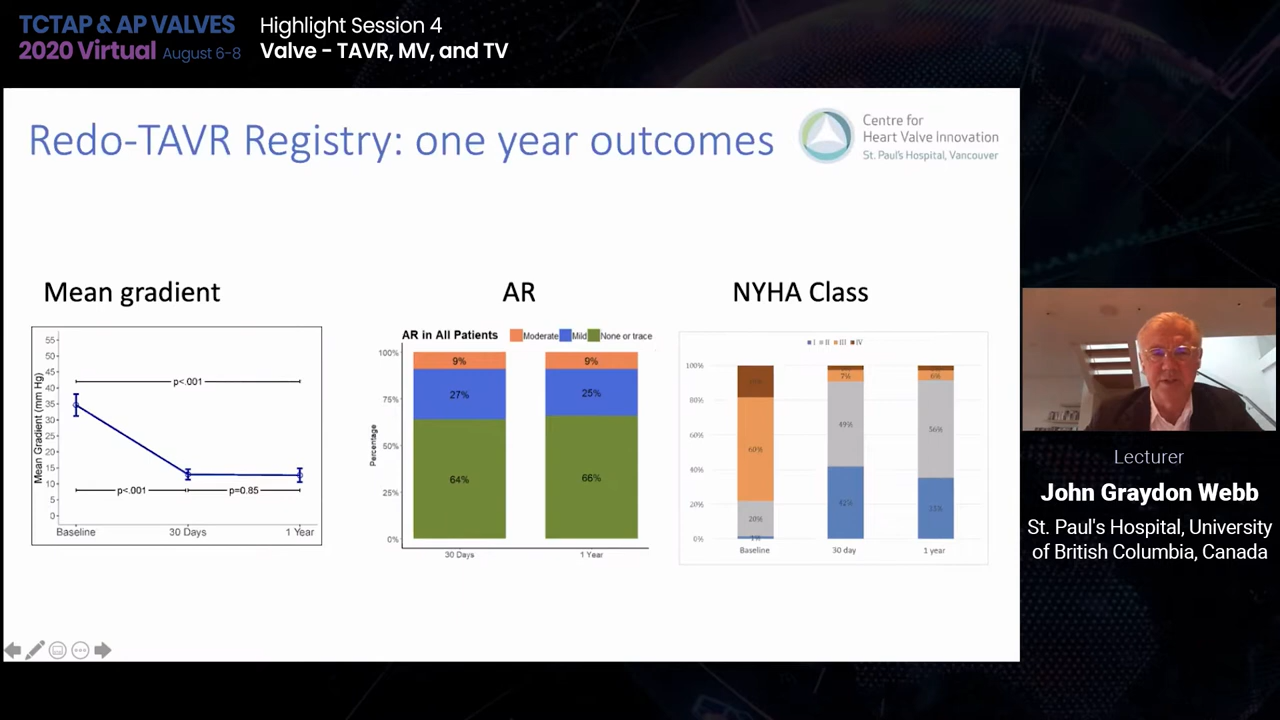 TCTAP & AP VALVES
2020 Virtual August 6-8
Highlight Session 4
Valve - TAVR, MV, and TV
Redo-TAVR Registry: one year outcomes
Centre for
Heart Valve Innovation
St. Paul's Hospital, Vancouver
Mean gradient
AR
NYHA Class
Mean Gradient (mm Hg)
55
50
45
40
35
30
25
20
15
10
5
0
p<.001
p<.001
p=0.85
Baseline
30 Days
1 Year
AR in All Patients
Moderate
Mild
None or trace
Percentage
100%
75%
50%
25%
0%
9%
27%
64%
9%
25%
66%
30 Days
1 Year
I
II
III
IV
100%
80%
60%
40%
20%
0%
60%
20%
1%
7%
49%
42%
6%
56%
Baseline
30 day
1 year
Lecturer
John Graydon Webb
St. Paul's Hospital, University
of British Columbia, Canada